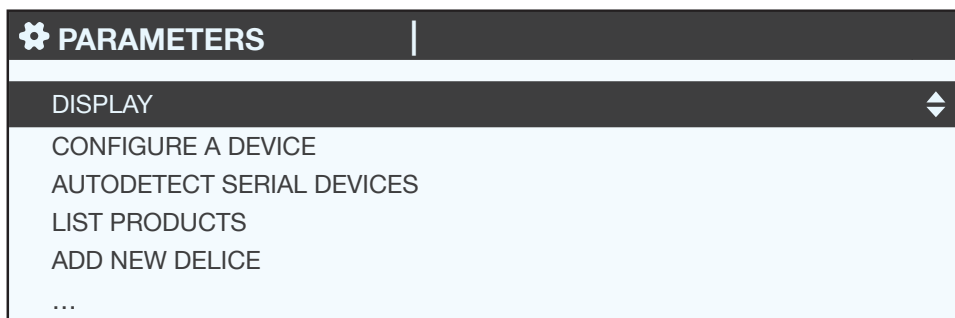 PARAMETERS
DISPLAY
CONFIGURE A DEVICE
AUTODETECT SERIAL DEVICES
LIST PRODUCTS
ADD NEW DELICE
…